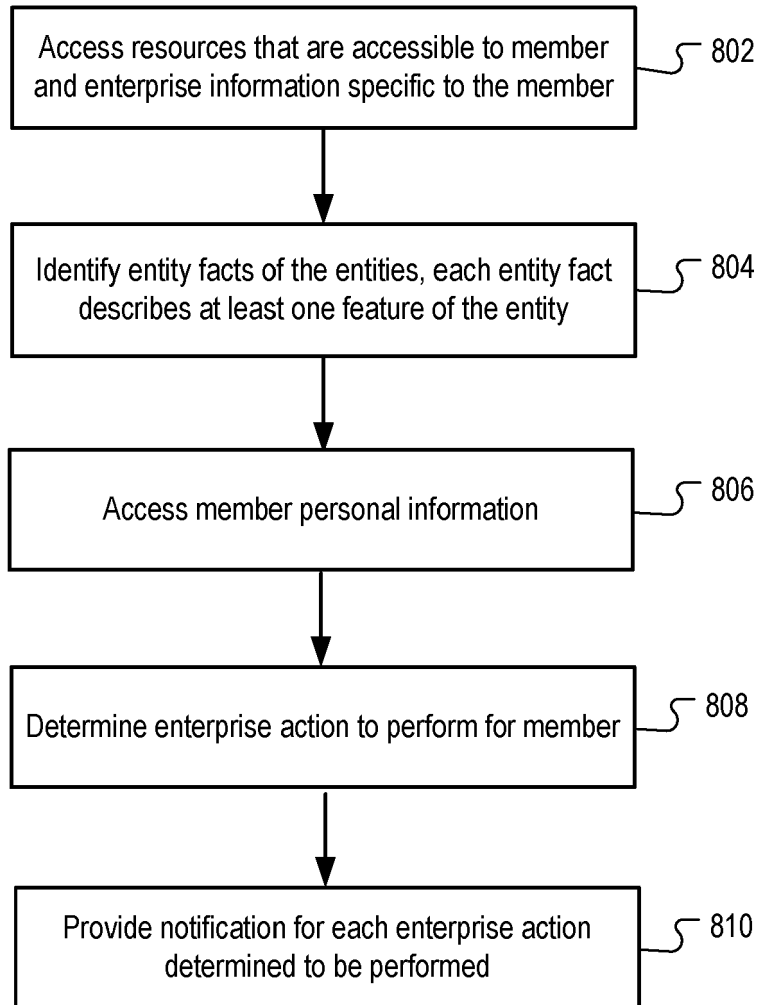 Access resources that are accessible to member
and enterprise information specific to the member
802
Identify entity facts of the entities, each entity fact
describes at least one feature of the entity
804
Access member personal information
806
Determine enterprise action to perform for member
808
Provide notification for each enterprise action
determined to be performed
810